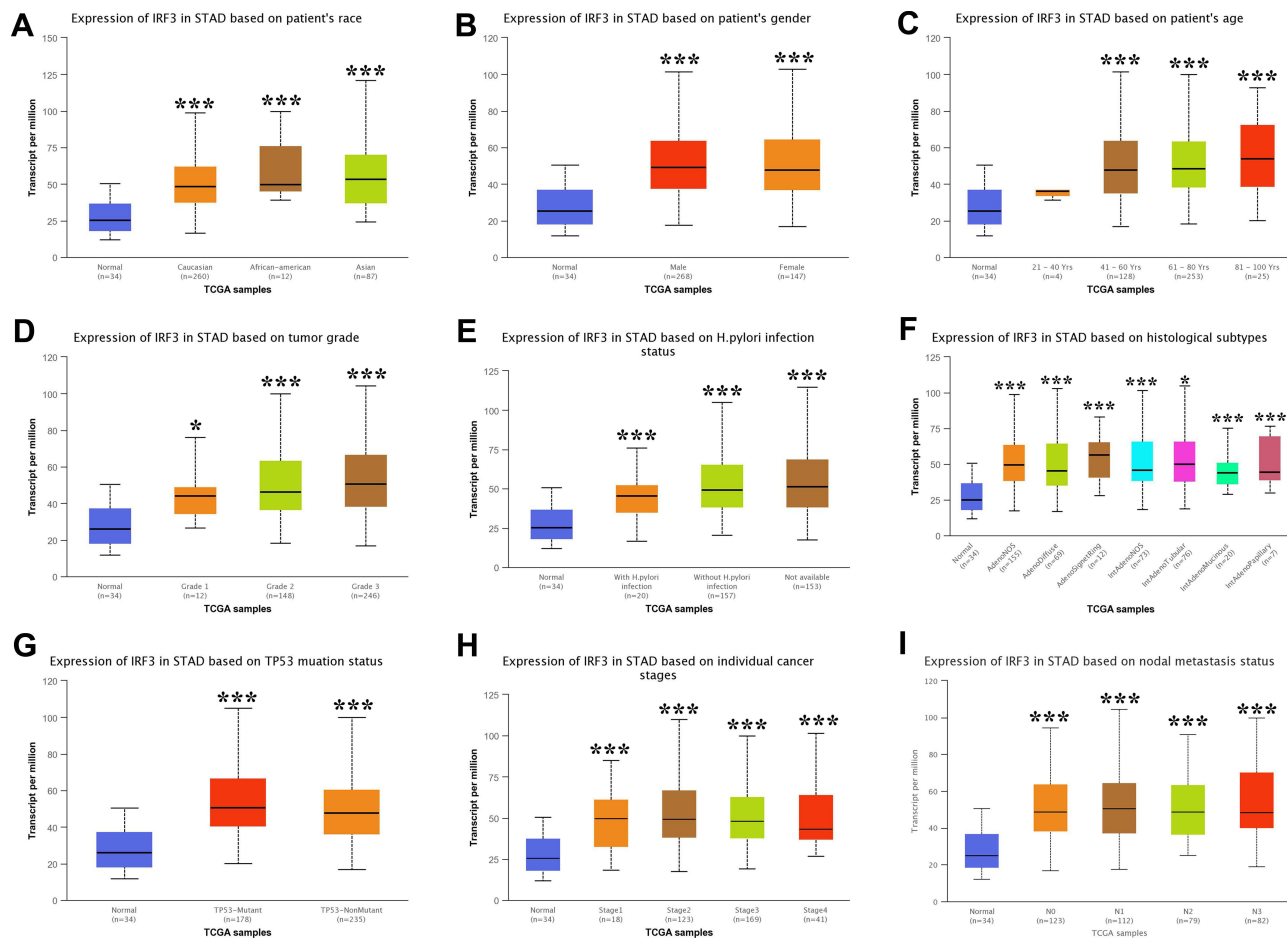 A
Expression of IRF3 in STAD based on patient's race
Transcript per million
150
125
100
75
50
25
0
***
***
***
Normal
(n=34)
Caucasian
(n=260)
African-american
(n=12)
Asian
(n=87)
TCGA samples
B
Expression of IRF3 in STAD based on patient's gender
Transcript per million
120
100
80
60
40
20
0
***
***
Normal
(n=34)
Male
(n=268)
Female
(n=147)
TCGA samples
C
Expression of IRF3 in STAD based on patient's age
Transcript per million
120
100
80
60
40
20
0
***
***
***
Normal
(n=34)
21 - 40 Yrs
(n=4)
41 - 60 Yrs
(n=128)
61 - 80 Yrs
(n=253)
81 - 100 Yrs
(n=25)
TCGA samples
D
Expression of IRF3 in STAD based on tumor grade
Transcript per million
120
100
80
60
40
20
0
*
***
***
Normal
(n=34)
Grade 1
(n=12)
Grade 2
(n=148)
Grade 3
(n=246)
TCGA samples
E
Expression of IRF3 in STAD based on H.pylori infection
status
Transcript per million
125
100
75
50
25
0
***
***
***
Normal
(n=34)
With H.pylori
infection
(n=20)
Without H.pylori
infection
(n=157)
Not available
(n=153)
TCGA samples
F
Expression of IRF3 in STAD based on histological subtypes
Transcript per million
125
100
75
50
25
0
***
***
***
***
*
***
***
Normal
(n=34)
AdenoNOS
(n=155)
AdenoDiffuse
(n=69)
AdenoSignetRing
(n=12)
IntAdenoNOS
(n=73)
IntAdenoTubular
(n=76)
IntAdenoMucinous
(n=20)
IntAdenoPapillary
(n=7)
TCGA samples
G
Expression of IRF3 in STAD based on TP53 muation status
Transcript per million
120
100
80
60
40
20
0
***
***
Normal
(n=34)
TP53-Mutant
(n=178)
TP53-NonMutant
(n=235)
TCGA samples
H
Expression of IRF3 in STAD based on individual cancer
stages
Transcript per million
125
100
75
50
25
0
***
***
***
***
Normal
(n=34)
Stage1
(n=18)
Stage2
(n=123)
Stage3
(n=169)
Stage4
(n=41)
TCGA samples
I
Expression of IRF3 in STAD based on nodal metastasis status
Transcript per million
120
100
80
60
40
20
0
***
***
***
***
Normal
(n=34)
N0
(n=123)
N1
(n=112)
N2
(n=79)
N3
(n=82)
TCGA samples